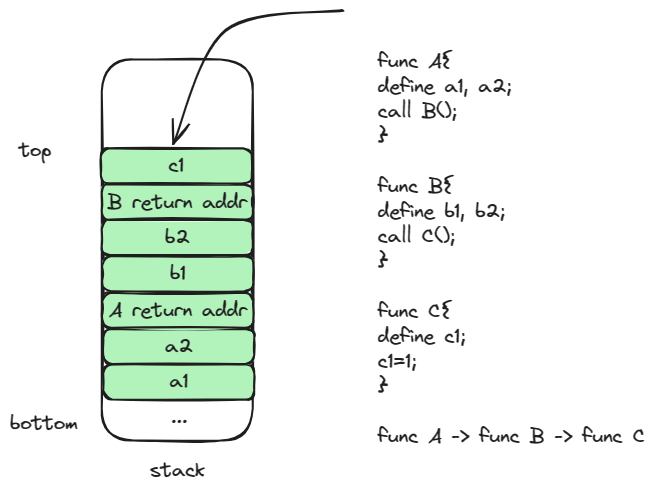 top
c1
B return addr
b2
b1
A return addr
a2
a1
...
bottom
stack
func A{
define a1, a2;
call B();
}
func B{
define b1, b2;
call C();
}
func C{
define c1;
c1=1;
}
func A -> func B -> func C